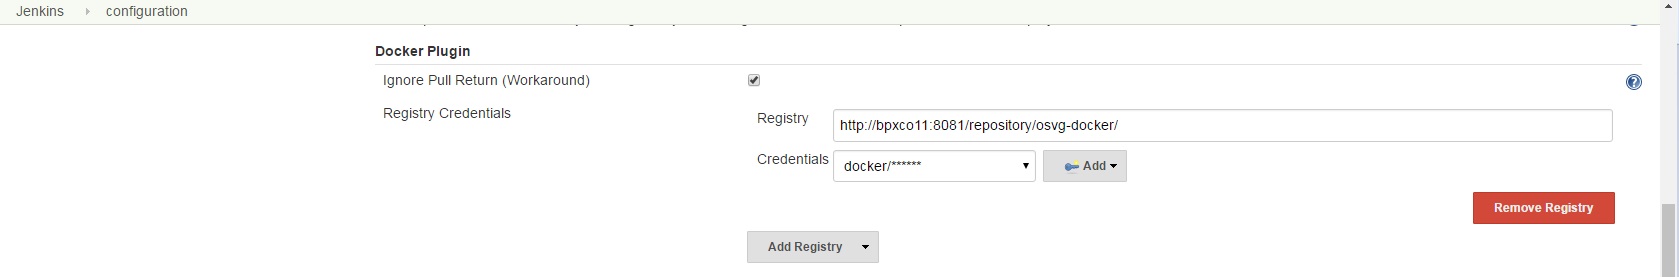 Jenkins configuration
Docker Plugin
Ignore Pull Return (Workaround)
Registry Credentials
Registry http://bpxco11:8081/repository/osvg-docker/
Credentials docker/****** Add
Remove Registry
Add Registry